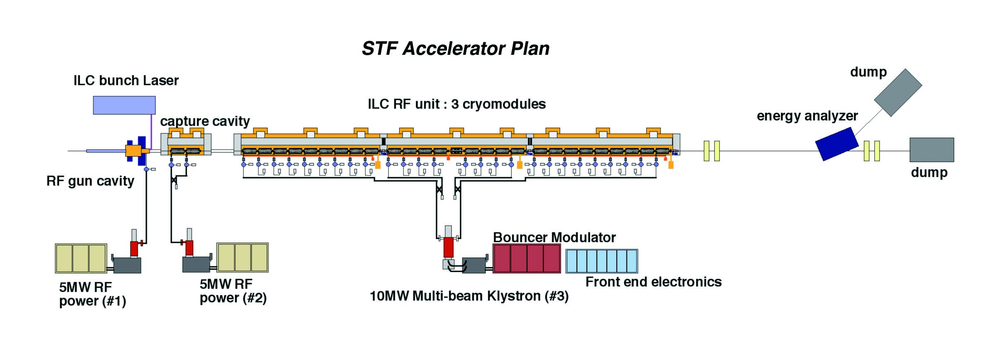 STF Accelerator Plan
ILC bunch Laser
dump
ILC RF unit : 3 cryomodules
energy analyzer
capture cavity
dump
RF gun cavity
Bouncer Modulator
Front end electronics
5MW RF
power (#1)
5MW RF
power (#2)
10MW Multi-beam Klystron (#3)